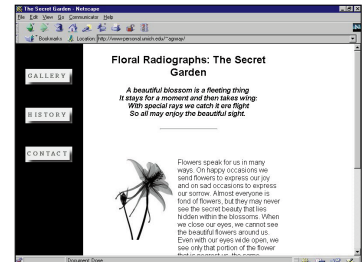 The Secret Garden - Netscape
File Edit View Go Communicator Help
Bookmarks Location: http://www-personal.umich.edu/~agmay/
Floral Radiographs: The Secret
Garden
GALLERY
HISTORY
CONTACT
A beautiful blossom is a fleeting thing
It stays for a moment and then takes wing:
With special rays we catch it ere flight
So all may enjoy the beautiful sight.
Flowers speak for us in many
ways. On happy occasions we
send flowers to express our joy
and on sad occasions to express
our sorrow. Almost everyone is
fond of flowers, but they may never
see the secret beauty that lies
hidden within the blossoms. When
we close our eyes, we cannot see
the beautiful flowers around us.
Even with our eyes wide open, we
see only that portion of the flower
Document Done